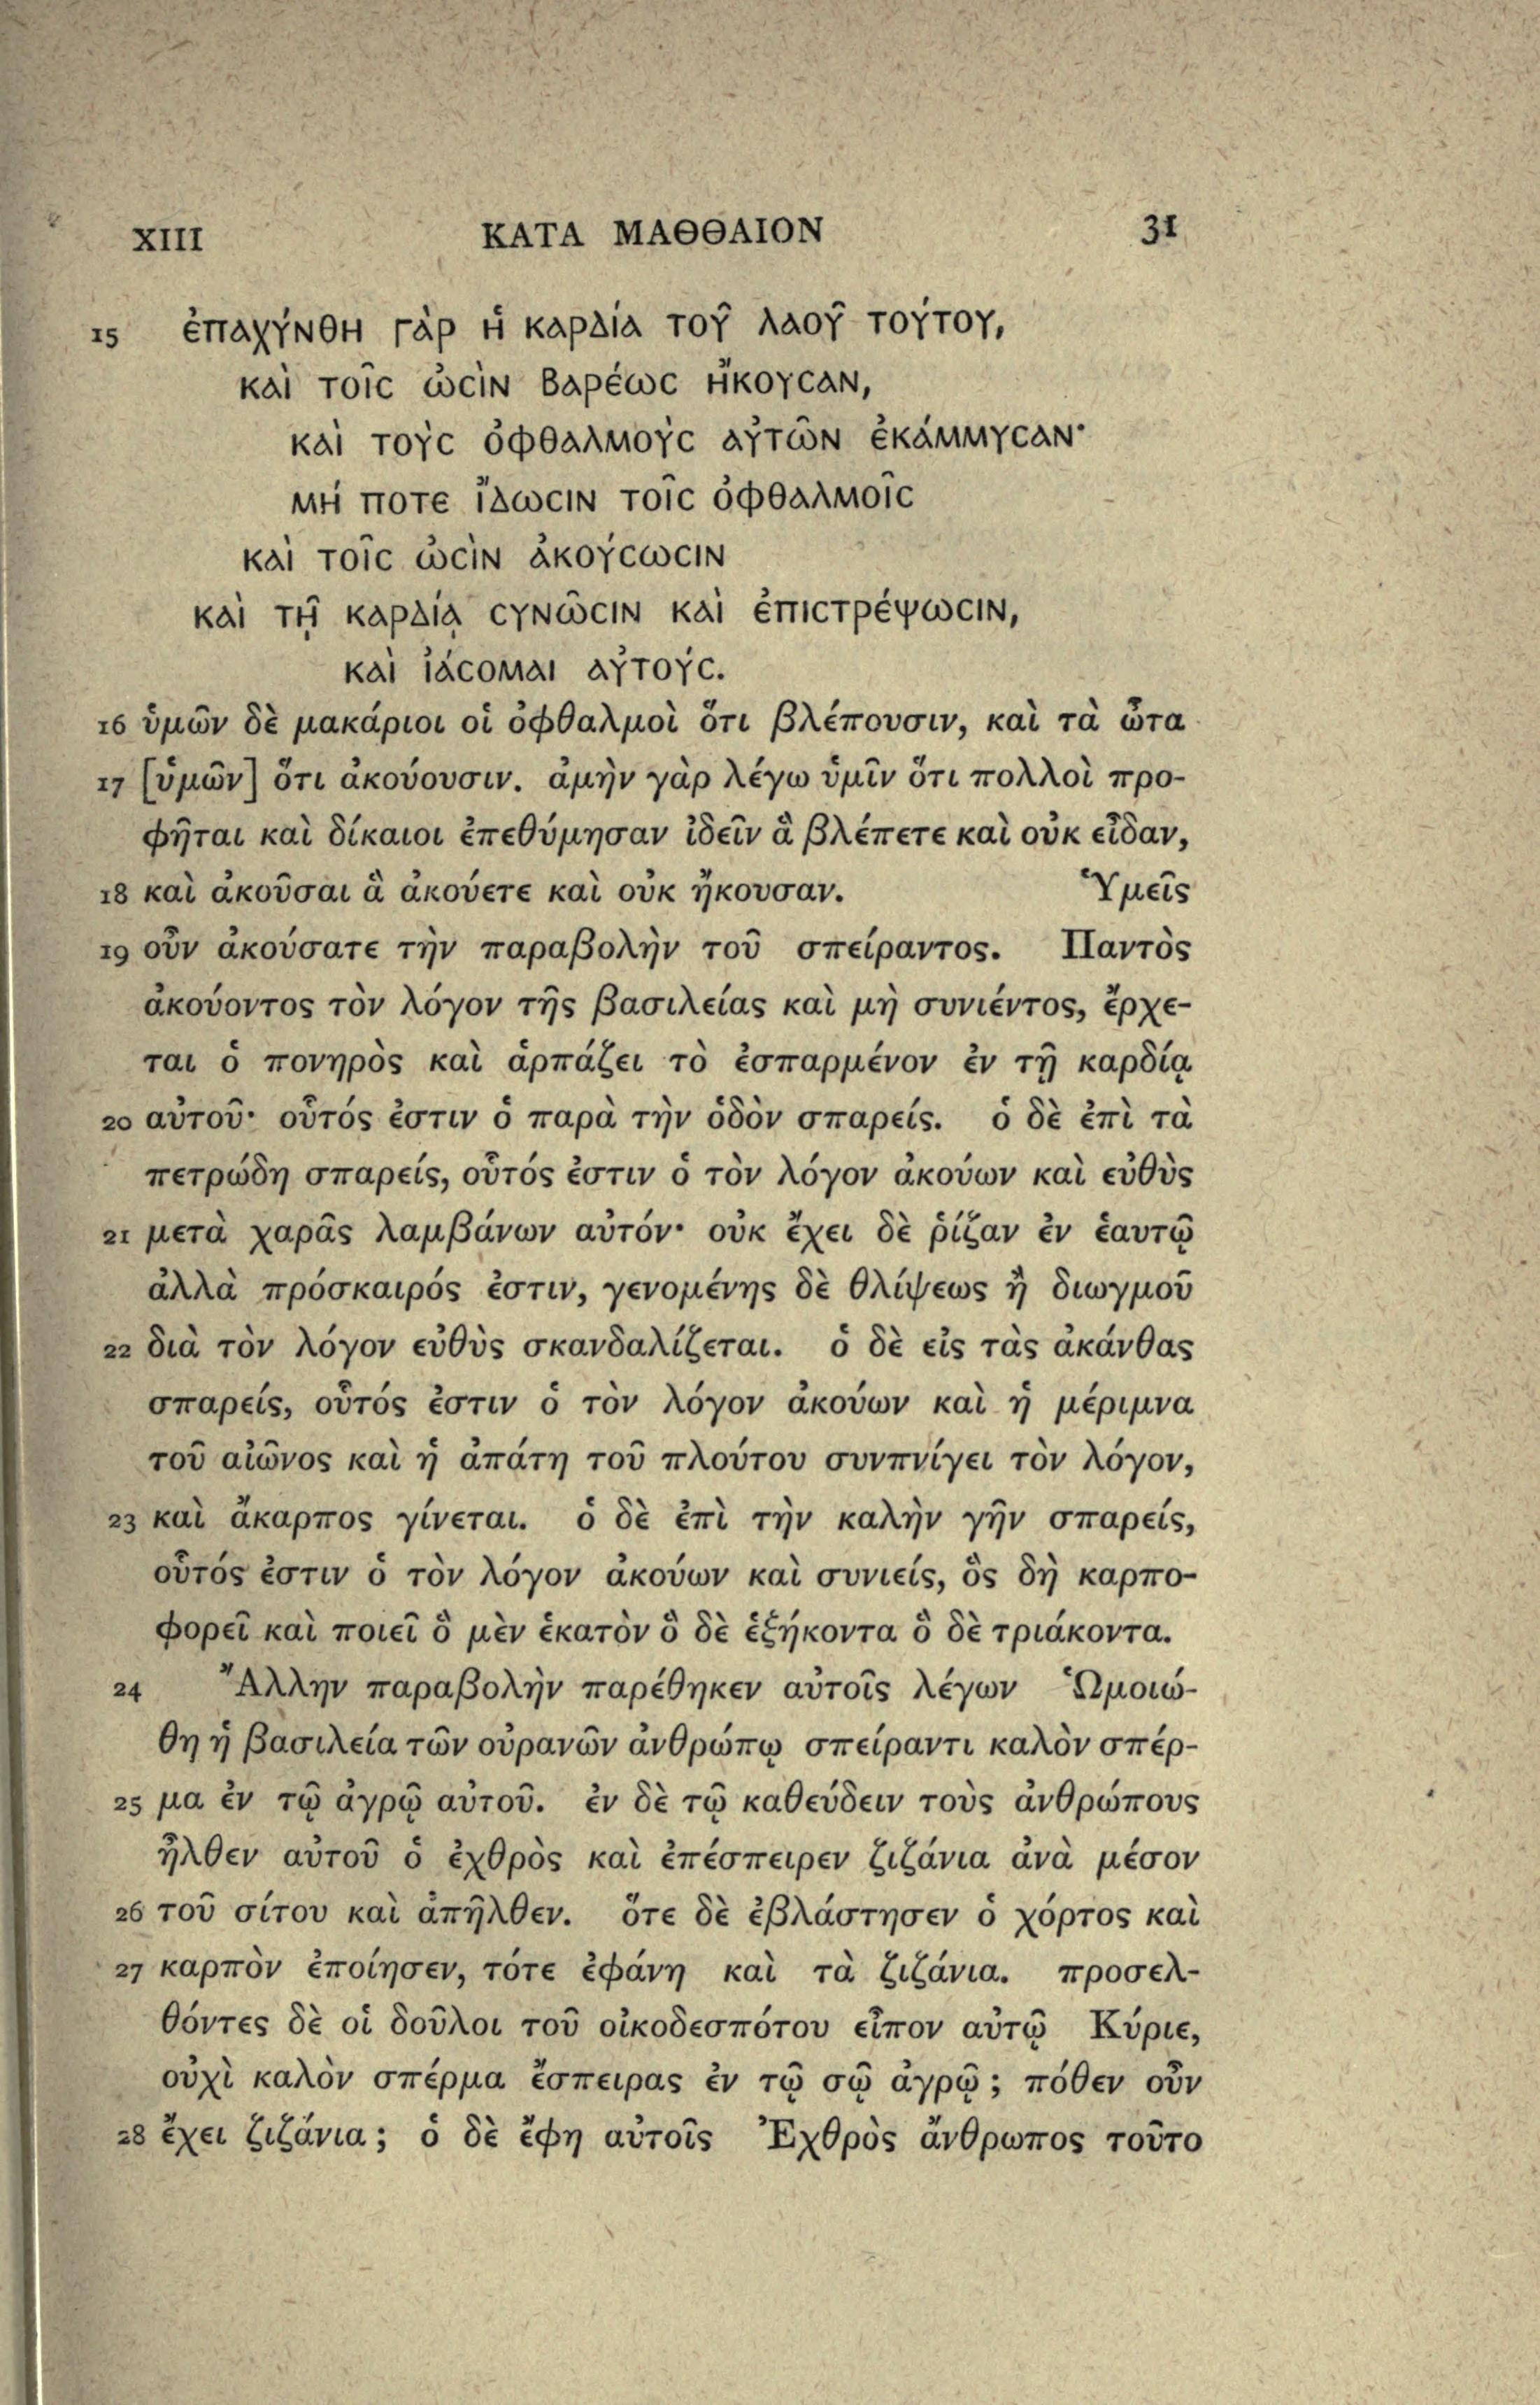 XIII ΚΑΤΑ ΜΑΘΘΑΙΟΝ 31
15 ἐπαχύνθη γὰρ ἡ καρδία τοῦ λαοῦ τούτου,
καὶ τοῖς ὠσὶν βαρέως ἤκουσαν,
καὶ τοὺς ὀφθαλμοὺς αὐτῶν ἐκάμμυσαν·
μή ποτε ἴδωσιν τοῖς ὀφθαλμοῖς
καὶ τοῖς ὠσὶν ἀκούσωσιν
καὶ τῇ καρδίᾳ συνῶσιν καὶ ἐπιστρέψωσιν,
καὶ ἰάσομαι αὐτούς.
16 ὑμῶν δὲ μακάριοι οἱ ὀφθαλμοὶ ὅτι βλέπουσιν, καὶ τὰ ὦτα
17 [ὑμῶν] ὅτι ἀκούουσιν. ἀμὴν γὰρ λέγω ὑμῖν ὅτι πολλοὶ προ-
φῆται καὶ δίκαιοι ἐπεθύμησαν ἰδεῖν ἃ βλέπετε καὶ οὐκ εἶδαν,
18 καὶ ἀκοῦσαι ἃ ἀκούετε καὶ οὐκ ἤκουσαν. Ὑμεῖς
19 οὖν ἀκούσατε τὴν παραβολὴν τοῦ σπείραντος. Παντὸς
ἀκούοντος τὸν λόγον τῆς βασιλείας καὶ μὴ συνιέντος, ἔρχε-
ται ὁ πονηρὸς καὶ ἁρπάζει τὸ ἐσπαρμένον ἐν τῇ καρδίᾳ
20 αὐτοῦ· οὗτός ἐστιν ὁ παρὰ τὴν ὁδὸν σπαρείς. ὁ δὲ ἐπὶ τὰ
πετρώδη σπαρείς, οὗτός ἐστιν ὁ τὸν λόγον ἀκούων καὶ εὐθὺς
21 μετὰ χαρᾶς λαμβάνων αὐτόν· οὐκ ἔχει δὲ ῥίζαν ἐν ἑαυτῷ
ἀλλὰ πρόσκαιρός ἐστιν, γενομένης δὲ θλίψεως ἢ διωγμοῦ
22 διὰ τὸν λόγον εὐθὺς σκανδαλίζεται. ὁ δὲ εἰς τὰς ἀκάνθας
σπαρείς, οὗτός ἐστιν ὁ τὸν λόγον ἀκούων καὶ ἡ μέριμνα
τοῦ αἰῶνος καὶ ἡ ἀπάτη τοῦ πλούτου συνπνίγει τὸν λόγον,
23 καὶ ἄκαρπος γίνεται. ὁ δὲ ἐπὶ τὴν καλὴν γῆν σπαρείς,
οὗτός ἐστιν ὁ τὸν λόγον ἀκούων καὶ συνιείς, ὃς δὴ καρπο-
φορεῖ καὶ ποιεῖ ὃ μὲν ἑκατὸν ὃ δὲ ἑξήκοντα ὃ δὲ τριάκοντα.
24 Ἄλλην παραβολὴν παρέθηκεν αὐτοῖς λέγων Ὡμοιώ-
θη ἡ βασιλεία τῶν οὐρανῶν ἀνθρώπῳ σπείραντι καλὸν σπέρ-
25 μα ἐν τῷ ἀγρῷ αὐτοῦ. ἐν δὲ τῷ καθεύδειν τοὺς ἀνθρώπους
ἦλθεν αὐτοῦ ὁ ἐχθρὸς καὶ ἐπέσπειρεν ζιζάνια ἀνὰ μέσον
26 τοῦ σίτου καὶ ἀπῆλθεν. ὅτε δὲ ἐβλάστησεν ὁ χόρτος καὶ
27 καρπὸν ἐποίησεν, τότε ἐφάνη καὶ τὰ ζιζάνια. προσελ-
θόντες δὲ οἱ δοῦλοι τοῦ οἰκοδεσπότου εἶπον αὐτῷ Κύριε,
οὐχὶ καλὸν σπέρμα ἔσπειρας ἐν τῷ σῷ ἀγρῷ; πόθεν οὖν
28 ἔχει ζιζάνια; ὁ δὲ ἔφη αὐτοῖς Ἐχθρὸς ἄνθρωπος τοῦτο